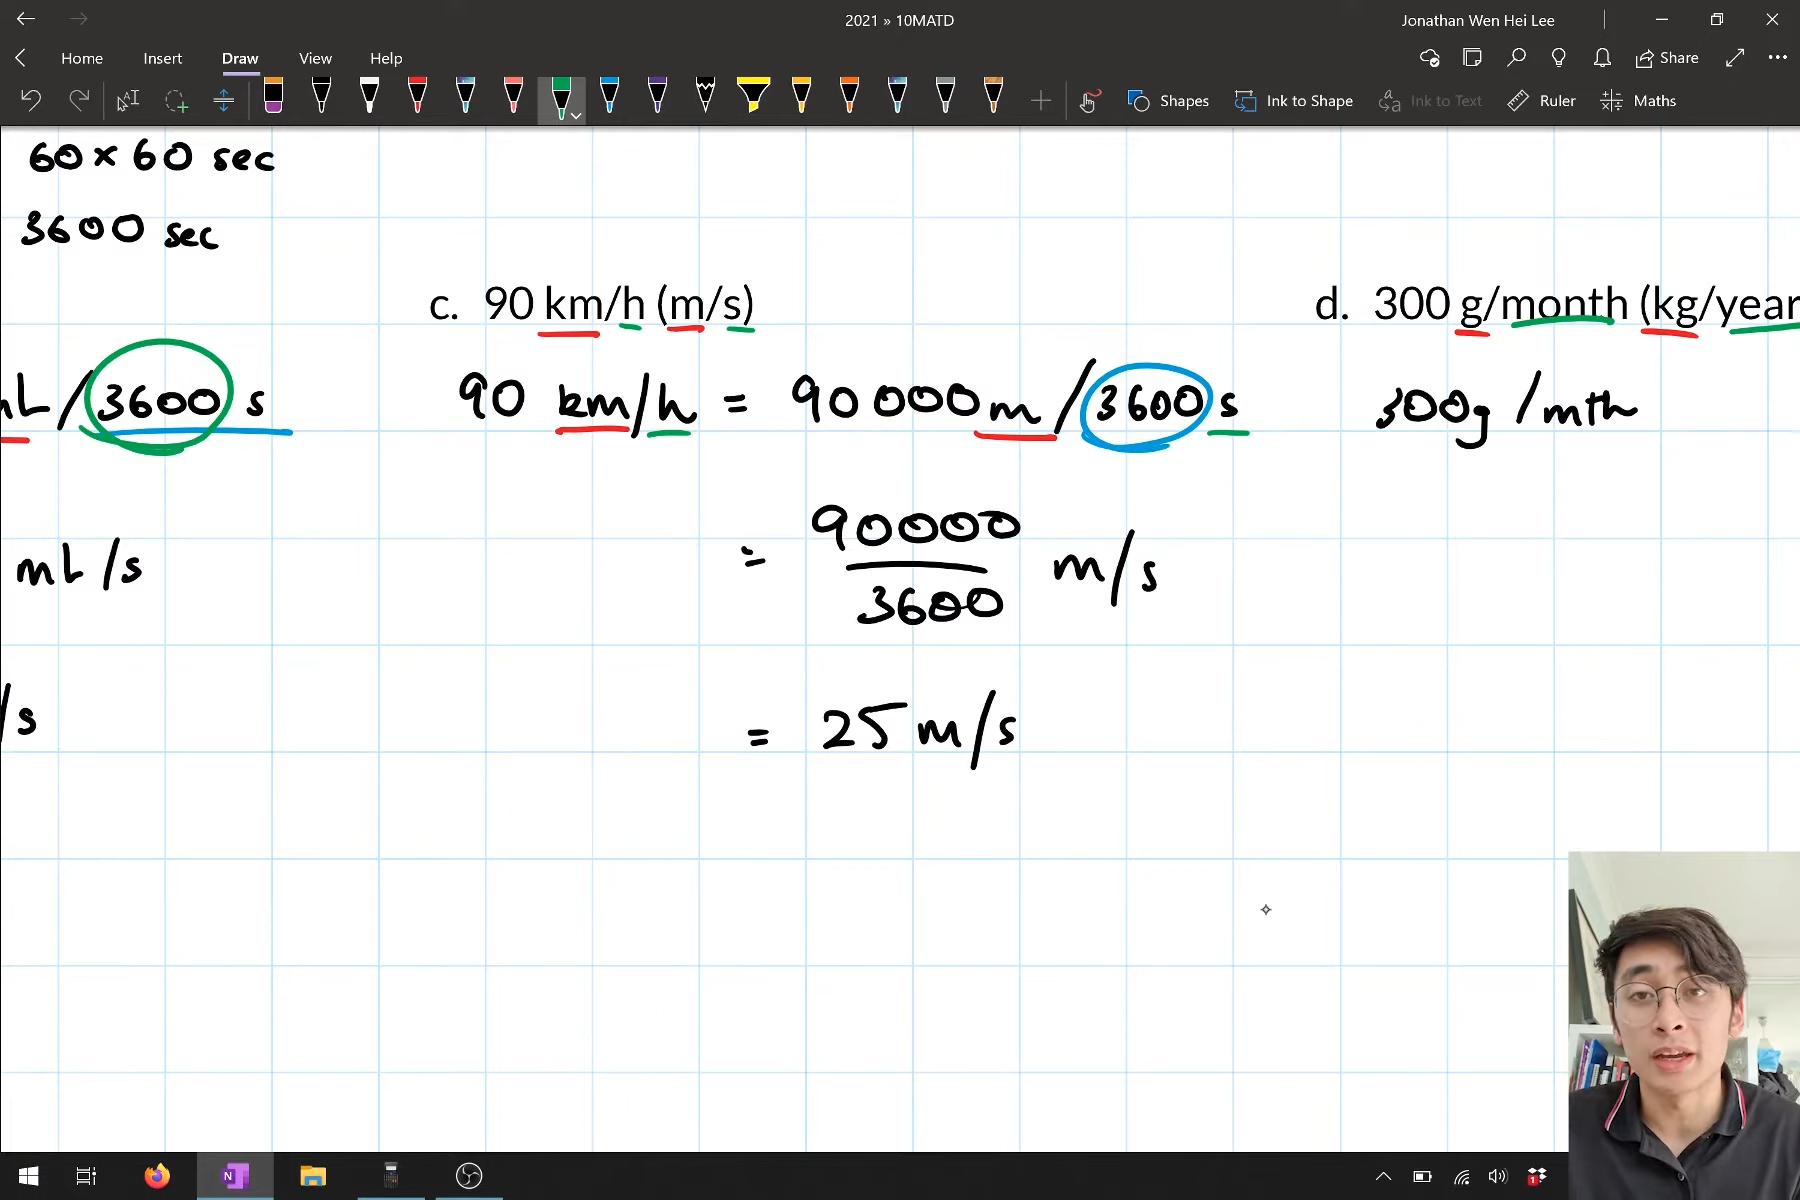 2021 » 10MATD
Jonathan Wen Hei Lee
Home Insert Draw View Help
Share
Shapes Ink to Shape Ink to Text Ruler Maths
60 × 60 sec
3600 sec
c. 90 km/h (m/s)
d. 300 g/month (kg/year
L/3600 s
90 km/h = 90 000 m/3600 s
300g /mth
= 90000/3600 m/s
mL/s
= 25 m/s
/s